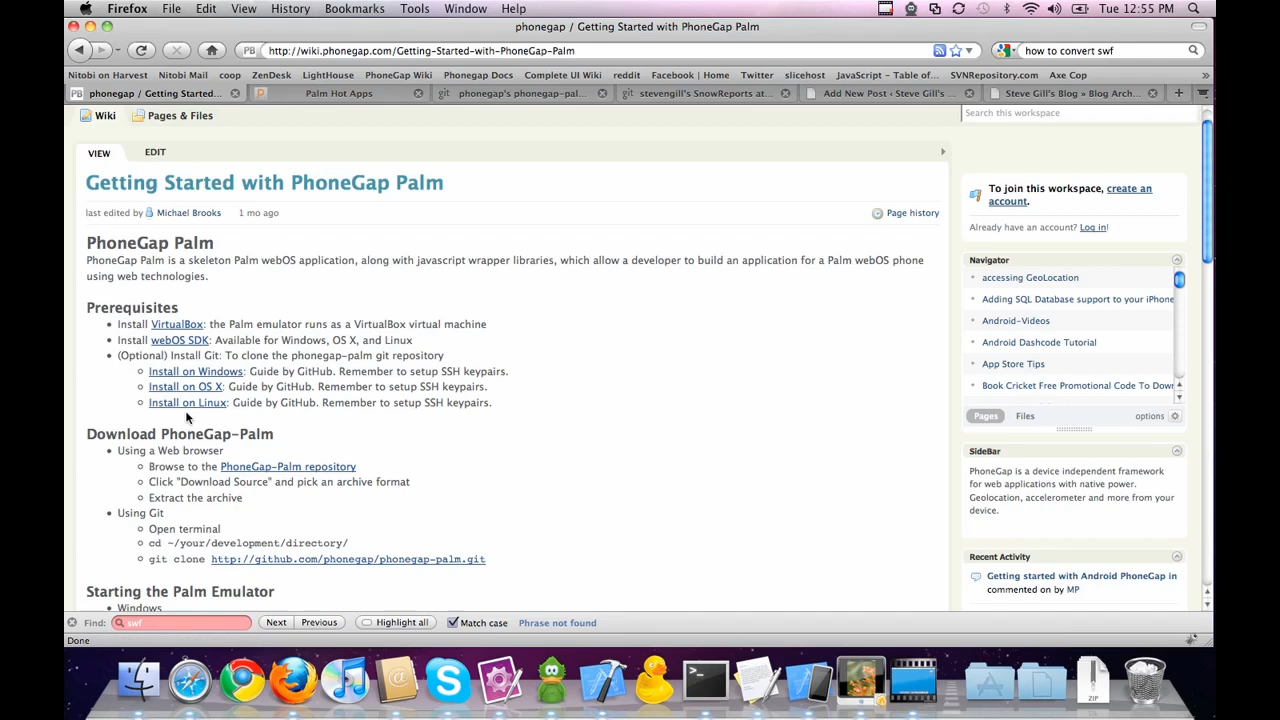 Firefox File Edit View History Bookmarks Tools Window Help Tue 12:55 PM
phonegap / Getting Started with PhoneGap Palm
PB http://wiki.phonegap.com/Getting-Started-with-PhoneGap-Palm how to convert swf
Nitobi on Harvest Nitobi Mail coop ZenDesk LightHouse PhoneGap Wiki Phonegap Docs Complete UI Wiki reddit Facebook | Home Twitter slicehost JavaScript - Table of... SVNRepository.com Axe Cop »
PB phonegap / Getting Started... P Palm Hot Apps git phonegap's phonegap-pal... git stevengill's SnowReports at... Add New Post ‹ Steve Gill's ... Steve Gill's Blog » Blog Arch...
Wiki Pages & Files Search this workspace
VIEW EDIT
Getting Started with PhoneGap Palm
last edited by Michael Brooks 1 mo ago Page history
PhoneGap Palm
PhoneGap Palm is a skeleton Palm webOS application, along with javascript wrapper libraries, which allow a developer to build an application for a Palm webOS phone
using web technologies.
Prerequisites
• Install VirtualBox: the Palm emulator runs as a VirtualBox virtual machine
• Install webOS SDK: Available for Windows, OS X, and Linux
• (Optional) Install Git: To clone the phonegap-palm git repository
Install on Windows: Guide by GitHub. Remember to setup SSH keypairs.
Install on OS X: Guide by GitHub. Remember to setup SSH keypairs.
Install on Linux: Guide by GitHub. Remember to setup SSH keypairs.
Download PhoneGap-Palm
• Using a Web browser
Browse to the PhoneGap-Palm repository
Click "Download Source" and pick an archive format
Extract the archive
• Using Git
Open terminal
cd ~/your/development/directory/
git clone http://github.com/phonegap/phonegap-palm.git
Starting the Palm Emulator
• Windows
To join this workspace, create an
account.
Already have an account? Log in!
Navigator
accessing GeoLocation
Adding SQL Database support to your iPhone
Android-Videos
Android Dashcode Tutorial
App Store Tips
Book Cricket Free Promotional Code To Down
Pages Files options
SideBar
PhoneGap is a device independent framework
for web applications with native power.
Geolocation, accelerometer and more from your
device.
Recent Activity
Getting started with Android PhoneGap in
commented on by MP
Find: swf Next Previous Highlight all Match case Phrase not found
Done
ZIP